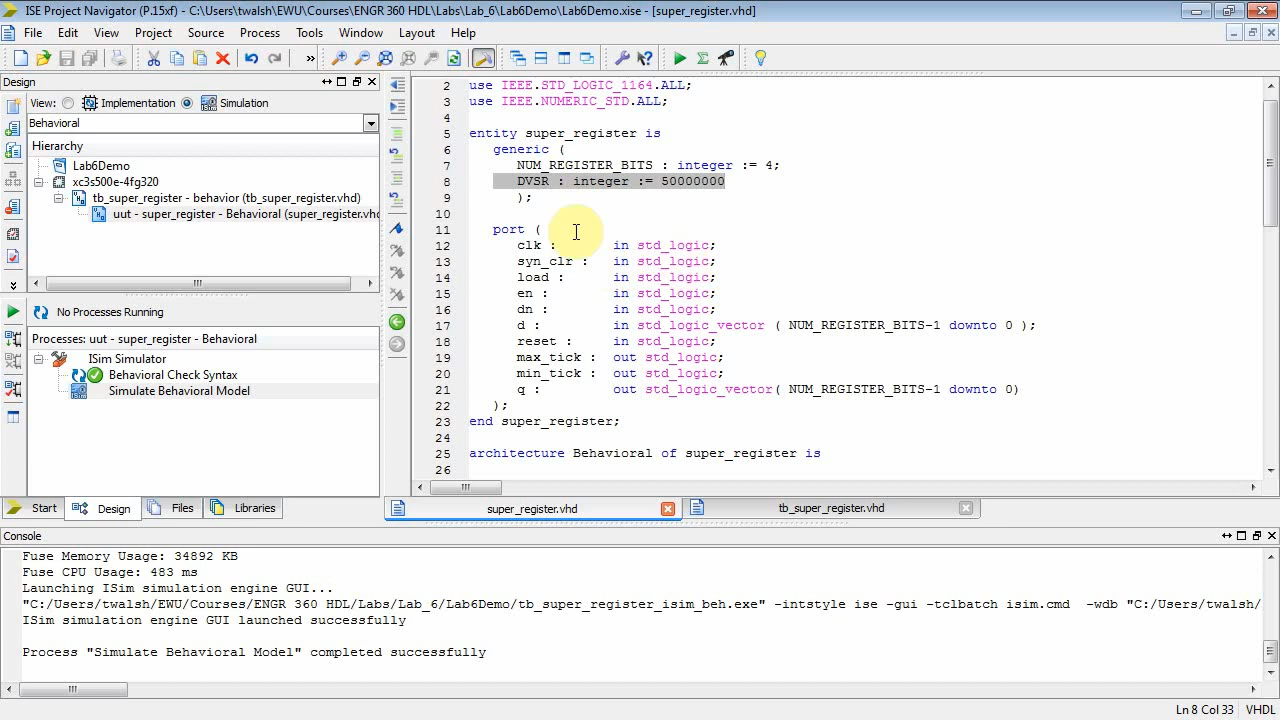 ISE Project Navigator (P.15xf) - C:\Users\twalsh\EWU\Courses\ENGR 360 HDL\Labs\Lab_6\Lab6Demo\Lab6Demo.xise - [super_register.vhd]
File Edit View Project Source Process Tools Window Layout Help
»
Design
View: Implementation Simulation
Behavioral
Hierarchy
Lab6Demo
xc3s500e-4fg320
tb_super_register - behavior (tb_super_register.vhd)
uut - super_register - Behavioral (super_register.vhd
No Processes Running
Processes: uut - super_register - Behavioral
ISim Simulator
Behavioral Check Syntax
Simulate Behavioral Model
Start Design Files Libraries
2 use IEEE.STD_LOGIC_1164.ALL;
3 use IEEE.NUMERIC_STD.ALL;
4
5 entity super_register is
6 generic (
7 NUM_REGISTER_BITS : integer := 4;
8 DVSR : integer := 50000000
9 );
10
11 port (
12 clk : in std_logic;
13 syn_clr : in std_logic;
14 load : in std_logic;
15 en : in std_logic;
16 dn : in std_logic;
17 d : in std_logic_vector ( NUM_REGISTER_BITS-1 downto 0 );
18 reset : in std_logic;
19 max_tick : out std_logic;
20 min_tick : out std_logic;
21 q : out std_logic_vector( NUM_REGISTER_BITS-1 downto 0)
22 );
23 end super_register;
24
25 architecture Behavioral of super_register is
26
super_register.vhd tb_super_register.vhd
Console
Fuse Memory Usage: 34892 KB
Fuse CPU Usage: 483 ms
Launching ISim simulation engine GUI...
"C:/Users/twalsh/EWU/Courses/ENGR 360 HDL/Labs/Lab_6/Lab6Demo/tb_super_register_isim_beh.exe" -intstyle ise -gui -tclbatch isim.cmd -wdb "C:/Users/twalsh/
ISim simulation engine GUI launched successfully
Process "Simulate Behavioral Model" completed successfully
Ln 8 Col 33 VHDL